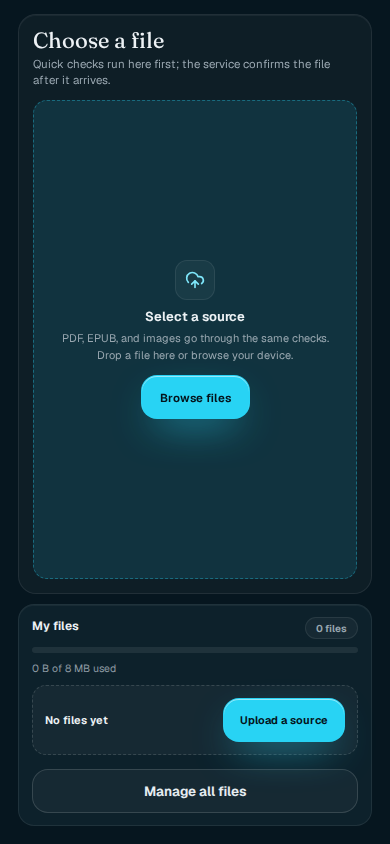 Choose a file
Quick checks run here first; the service confirms the file
after it arrives.
Select a source
PDF, EPUB, and images go through the same checks.
Drop a file here or browse your device.
Browse files
My files
0 files
0 B of 8 MB used
No files yet
Upload a source
Manage all files